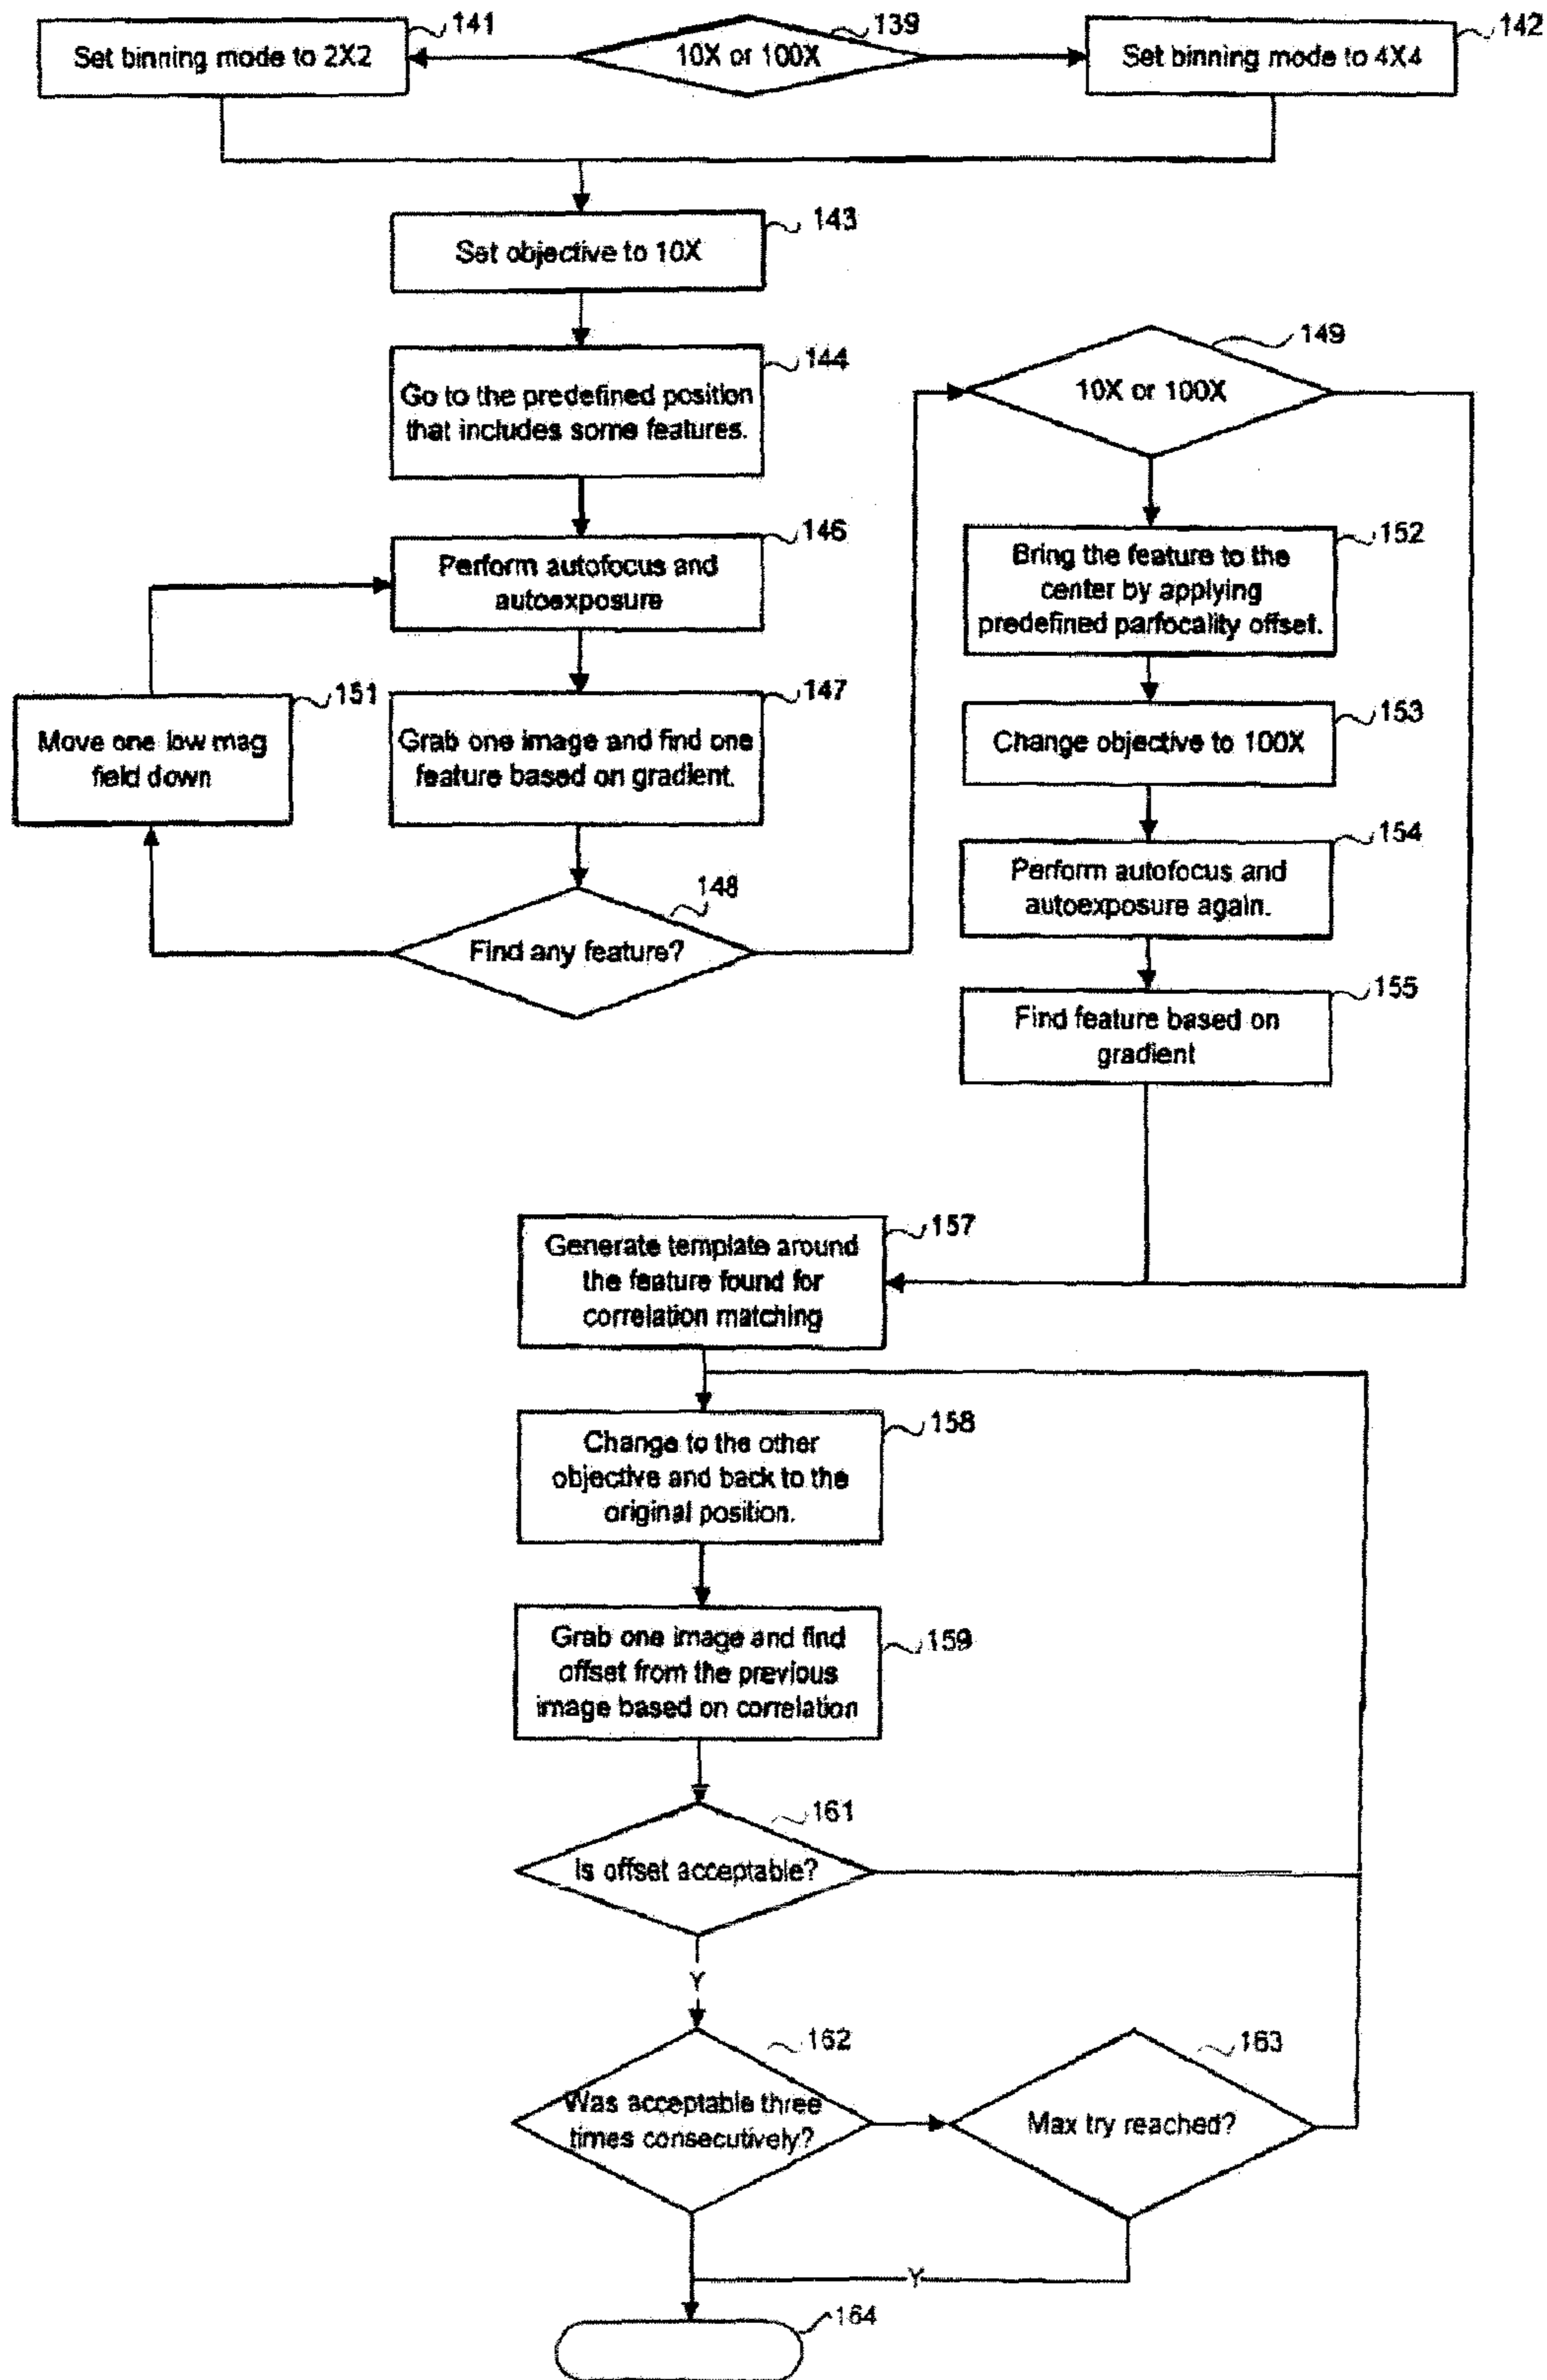 Set binning mode to 2X2
141
10X or 100X
139
Set binning mode to 4X4
142
Set objective to 10X
143
Go to the predefined position
that includes some features.
144
Perform autofocus and
autoexposure
146
Move one low mag
field down
151
Grab one image and find one
feature based on gradient.
147
Find any feature?
148
10X or 100X
149
Bring the feature to the
center by applying
predefined parfocality offset.
152
Change objective to 100X
153
Perform autofocus and
autoexposure again.
154
Find feature based on
gradient
155
Generate template around
the feature found for
correlation matching
157
Change to the other
objective and back to the
original position.
158
Grab one image and find
offset from the previous
image based on correlation
159
Is offset acceptable?
161
Y
Was acceptable three
times consecutively?
162
Max try reached?
163
Y
164